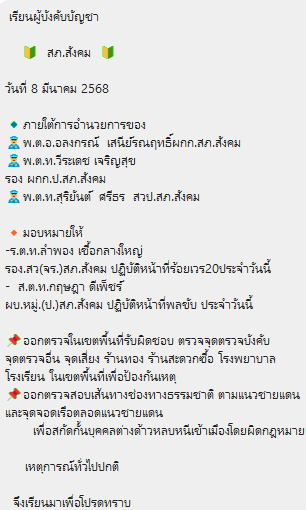 เรียนผู้บังคับบัญชา
🔰 สภ.สังคม 🔰
วันที่ 8 มีนาคม 2568
🔹ภายใต้การอำนวยการของ
👮พ.ต.อ.อลงกรณ์ เสนีย์รณฤทธิ์ผกก.สภ.สังคม
👮พ.ต.ท.วีระเดช เจริญสุข
รอง ผกก.ป.สภ.สังคม
👮พ.ต.ท.สุริยันต์ ศรีธร สวป.สภ.สังคม
🔸มอบหมายให้
-ร.ต.ท.ลำพอง เชื้อกลางใหญ่
รอง.สว(จร.)สภ.สังคม ปฏิบัติหน้าที่ร้อยเวร20ประจำวันนี้
- ส.ต.ท.กฤษฎา ดีเพ็ชร์
ผบ.หมู่.(ป.)สภ.สังคม ปฏิบัติหน้าที่พลขับ ประจำวันนี้
📌ออกตรวจในเขตพื้นที่รับผิดชอบ ตรวจจุดตรวจบังคับ
จุดตรวจอื่น จุดเสี่ยง ร้านทอง ร้านสะดวกซื้อ โรงพยาบาล
โรงเรียน ในเขตพื้นที่เพื่อป้องกันเหตุ
📌ออกตรวจสอบเส้นทางช่องทางธรรมชาติ ตามแนวชายแดน
และจุดจอดเรือตลอดแนวชายแดน
เพื่อสกัดกั้นบุคคลต่างด้าวหลบหนีเข้าเมืองโดยผิดกฎหมาย
เหตุการณ์ทั่วไปปกติ
จึงเรียนมาเพื่อโปรดทราบ